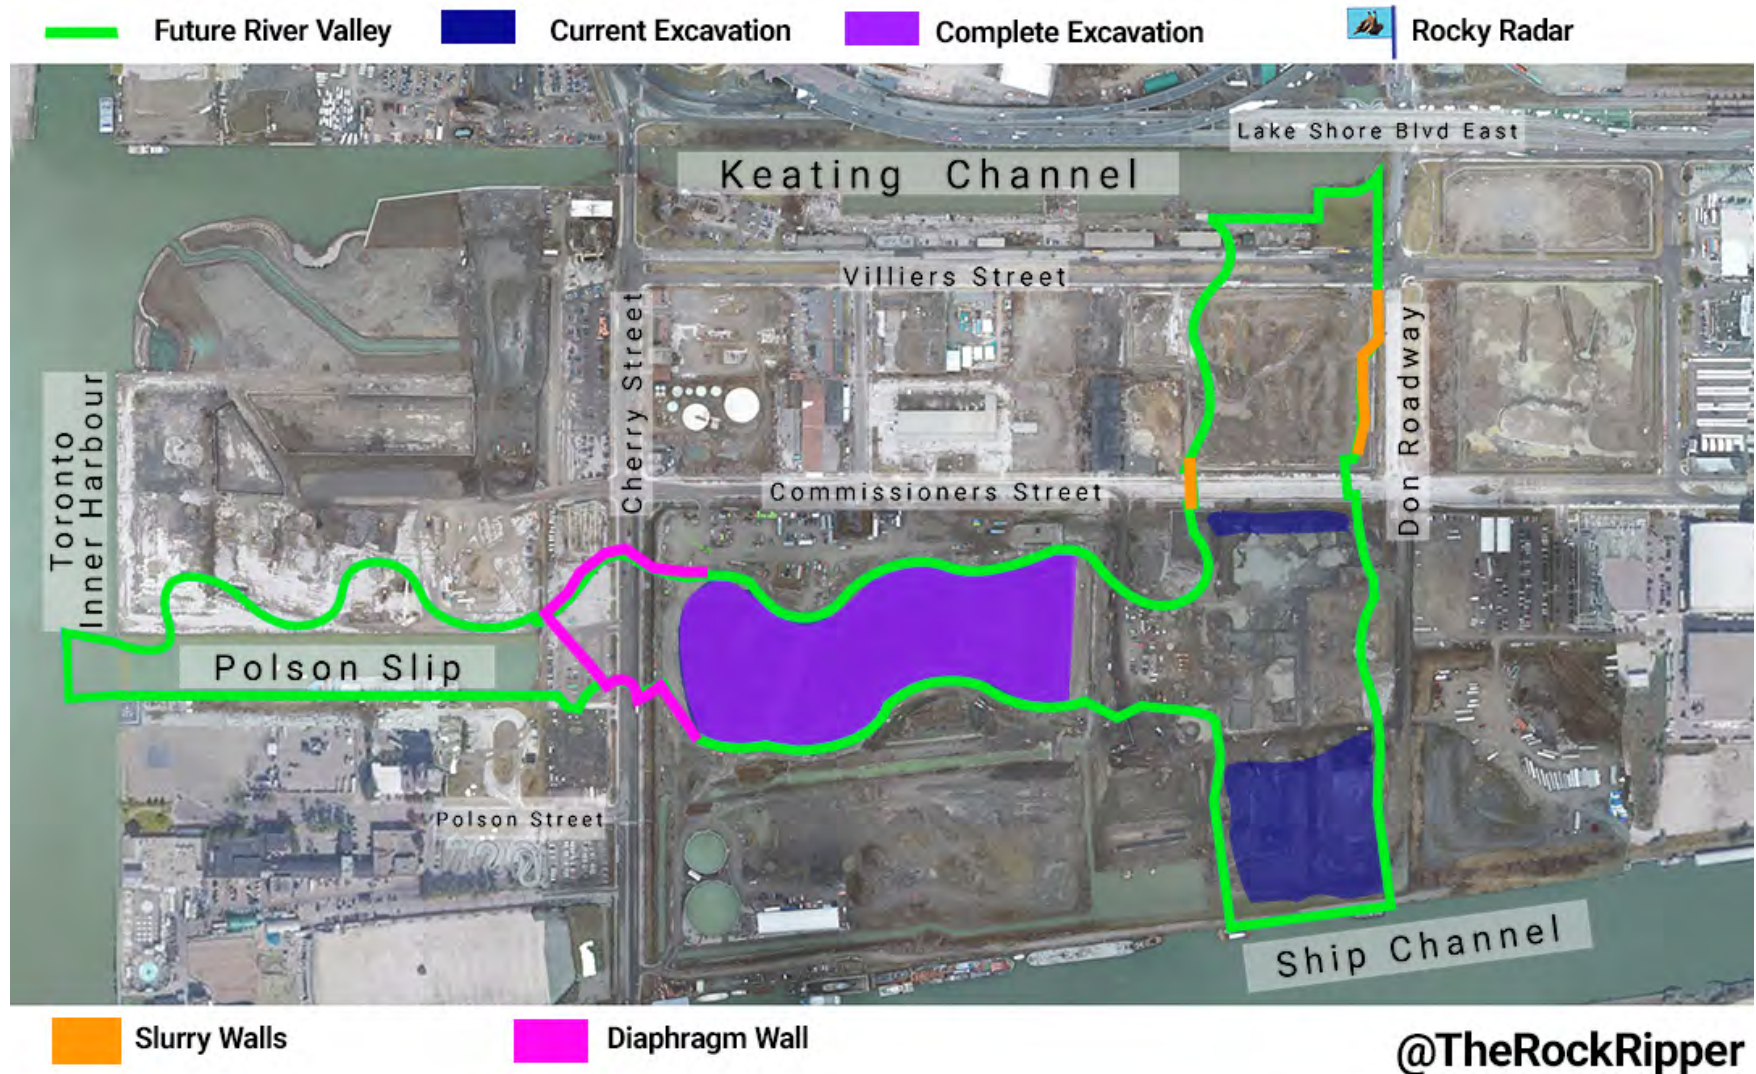 Future River Valley
Current Excavation
Complete Excavation
Rocky Radar
Lake Shore Blvd East
Keating Channel
Villiers Street
Cherry Street
Don Roadway
Toronto
Inner Harbour
Commissioners Street
Polson Slip
Polson Street
Ship Channel
Slurry Walls
Diaphragm Wall
@TheRockRipper